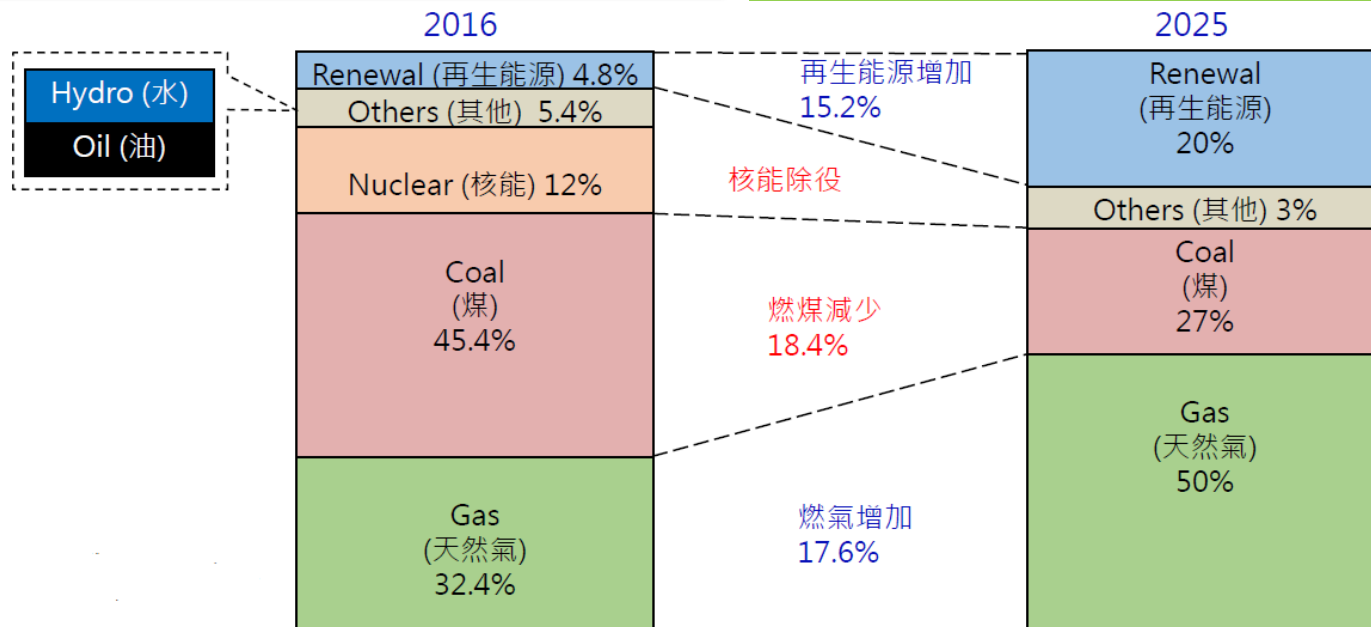 2016
2025
Hydro (水)
Oil (油)
Renewal (再生能源) 4.8%
Others (其他) 5.4%
Nuclear (核能) 12%
Coal
(煤)
45.4%
Gas
(天然氣)
32.4%
再生能源增加
15.2%
核能除役
燃煤減少
18.4%
燃氣增加
17.6%
Renewal
(再生能源)
20%
Others (其他) 3%
Coal
(煤)
27%
Gas
(天然氣)
50%